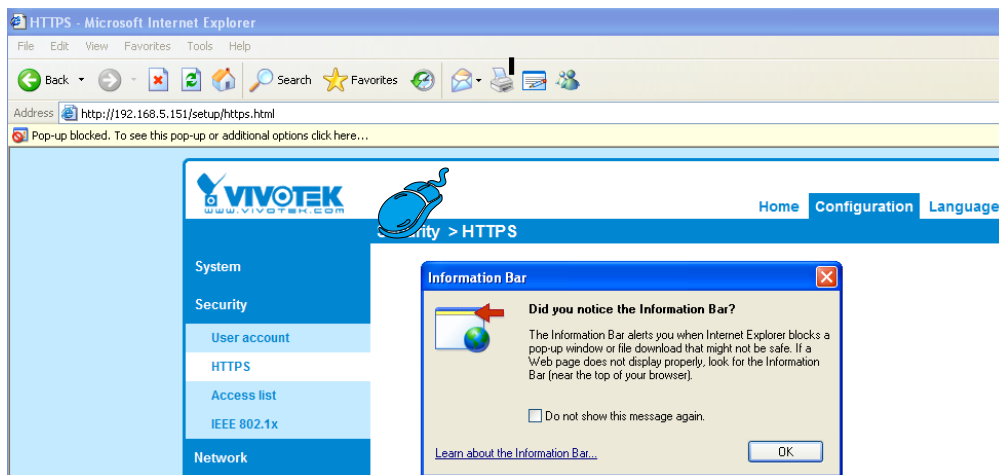 HTTPS - Microsoft Internet Explorer
File Edit View Favorites Tools Help
Back Search Favorites
Address http://192.168.5.151/setup/https.html
Pop-up blocked. To see this pop-up or additional options click here...
VIVOTEK
www.vivotek.com
Home Configuration Language
Security > HTTPS
System
Security
User account
HTTPS
Access list
IEEE 802.1x
Network
Information Bar
Did you notice the Information Bar?
The Information Bar alerts you when Internet Explorer blocks a
pop-up window or file download that might not be safe. If a
Web page does not display properly, look for the Information
Bar (near the top of your browser).
Do not show this message again.
Learn about the Information Bar...
OK